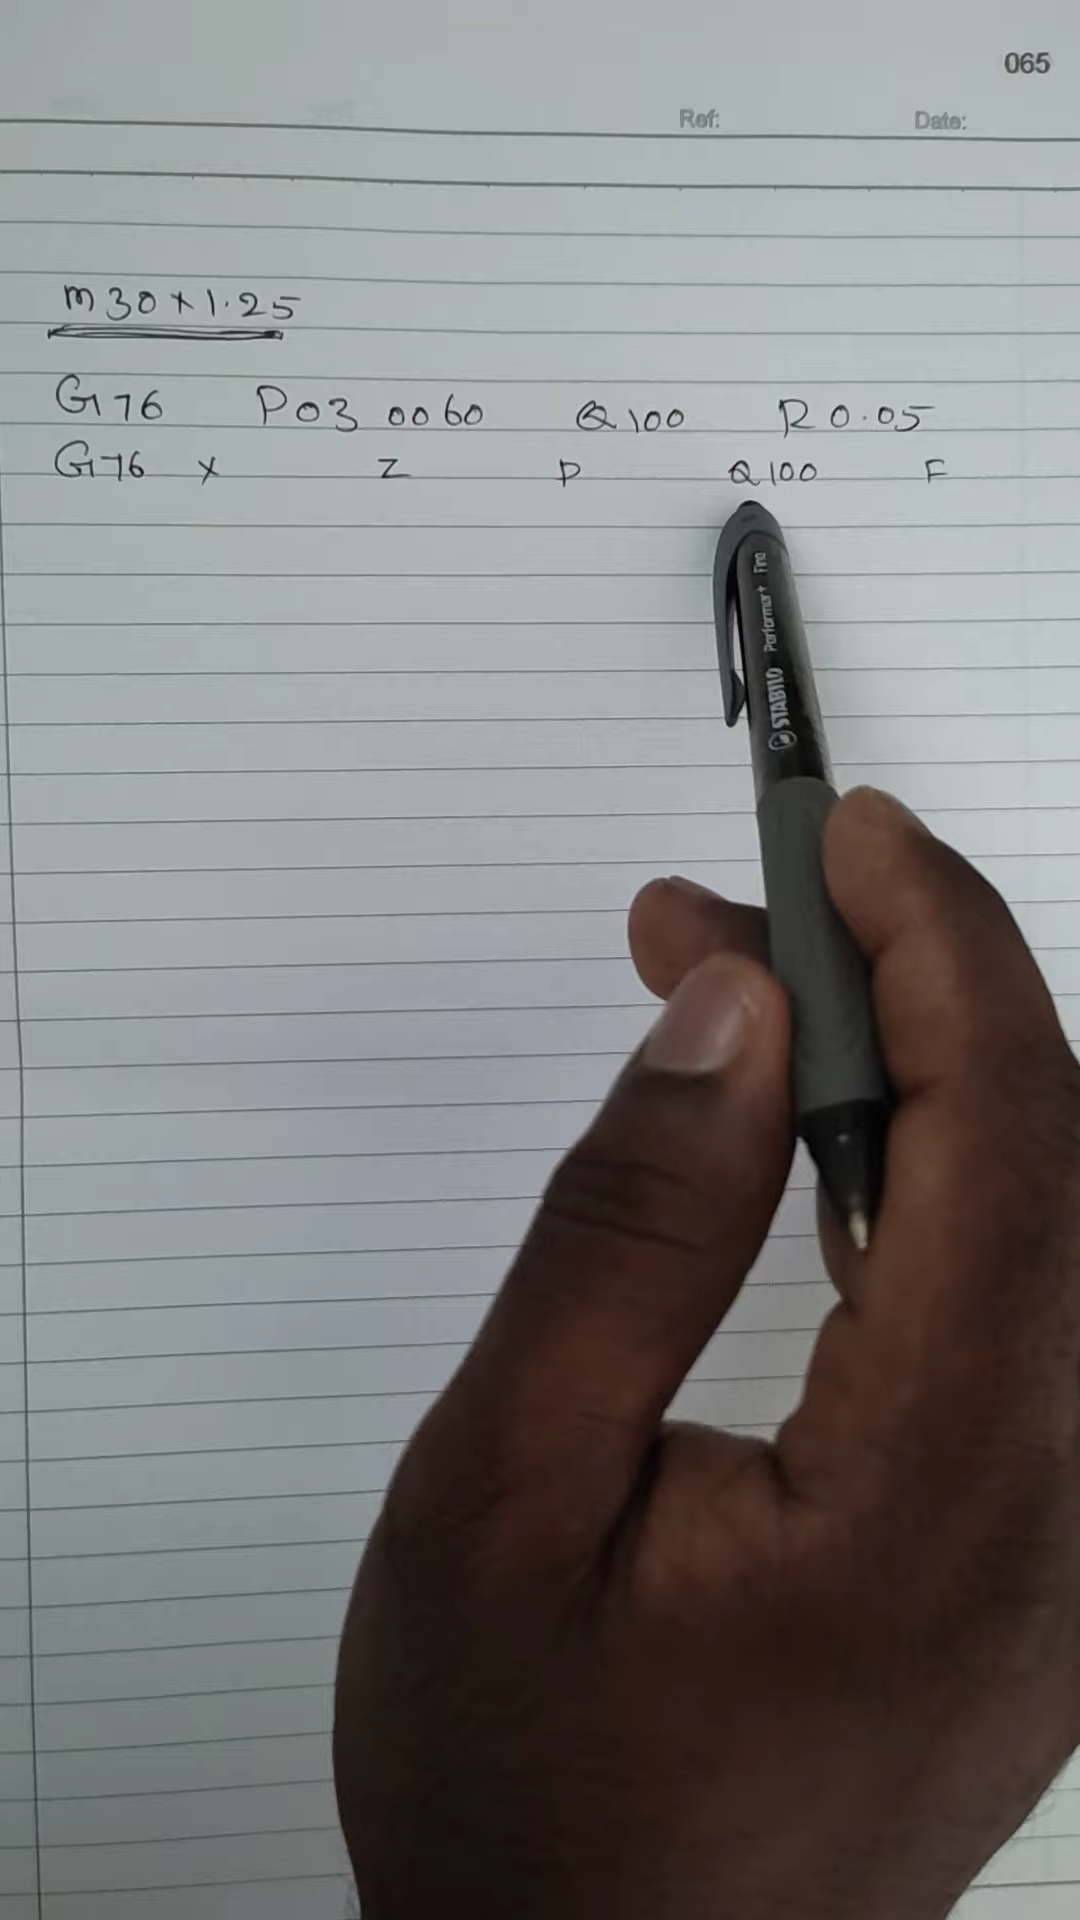 065
Ref: Date:
m30×1.25
G76 P03 0060 Q100 R0.05
G76 X Z P Q100 F
STABILO Performer+ Fine